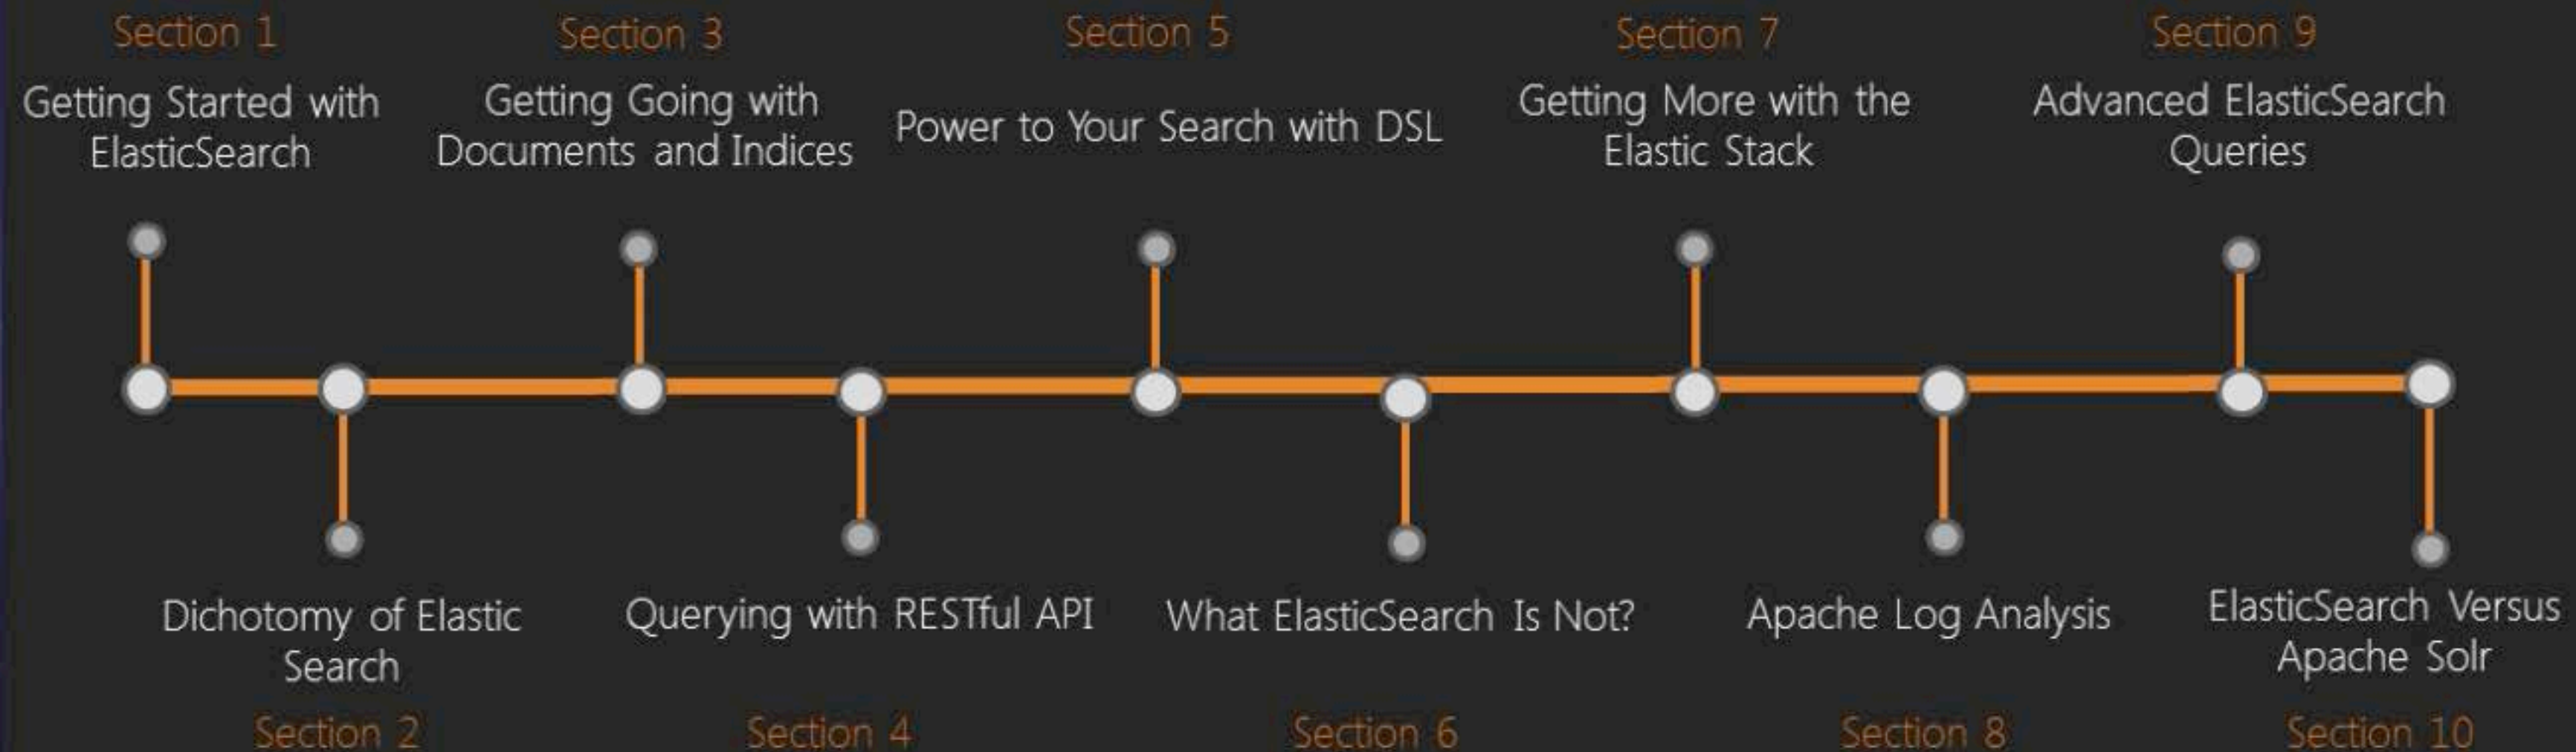 Section 1
Getting Started with
ElasticSearch
Dichotomy of Elastic
Search
Section 2
Section 3
Getting Going with
Documents and Indices
Querying with RESTful API
Section 4
Section 5
Power to Your Search with DSL
What ElasticSearch Is Not?
Section 6
Section 7
Getting More with the
Elastic Stack
Apache Log Analysis
Section 8
Section 9
Advanced ElasticSearch
Queries
ElasticSearch Versus
Apache Solr
Section 10